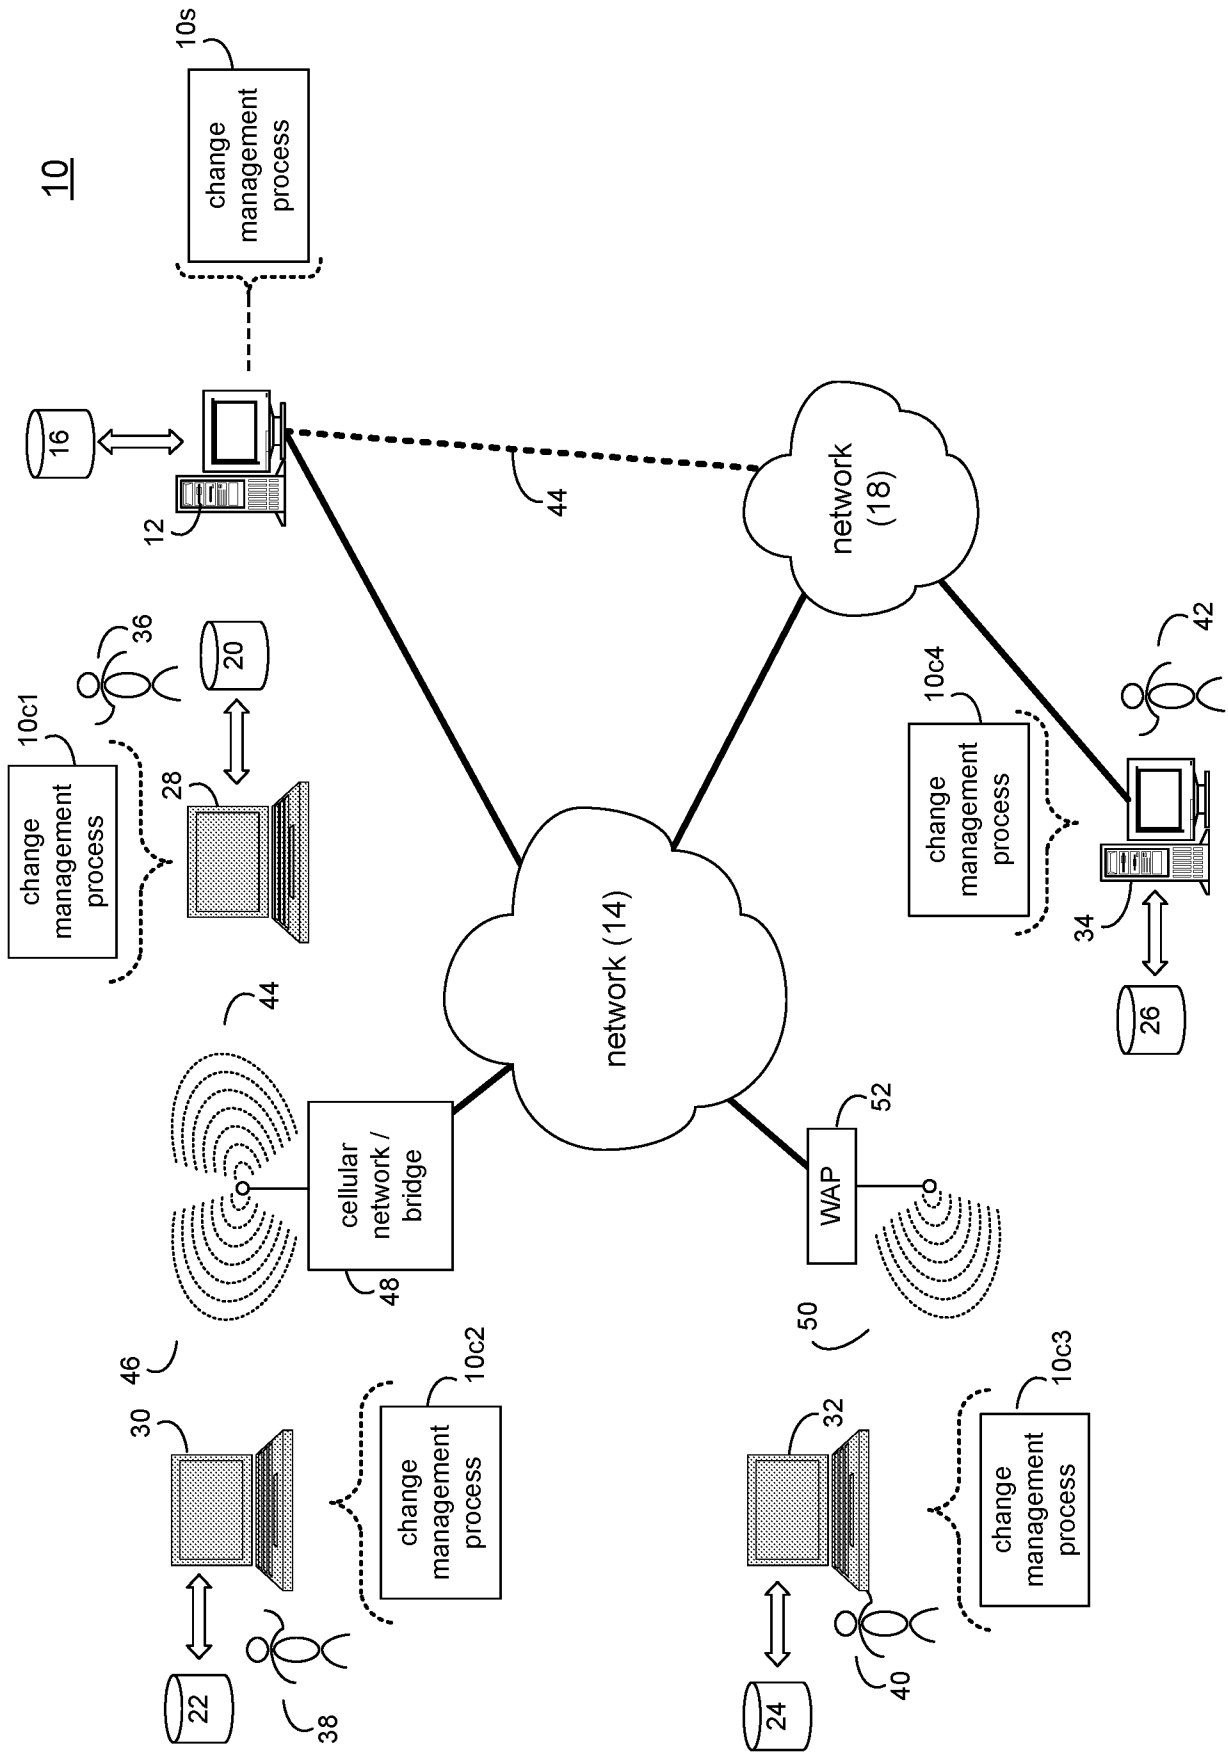 10
10c1
change
management
process
16
36
12
10s
change
management
process
28
20
46
30
44
22
38
cellular
network /
bridge
48
10c2
change
management
process
44
network (14)
24
32
50
WAP
52
network
(18)
40
10c4
change
management
process
10c3
change
management
process
34
26
42